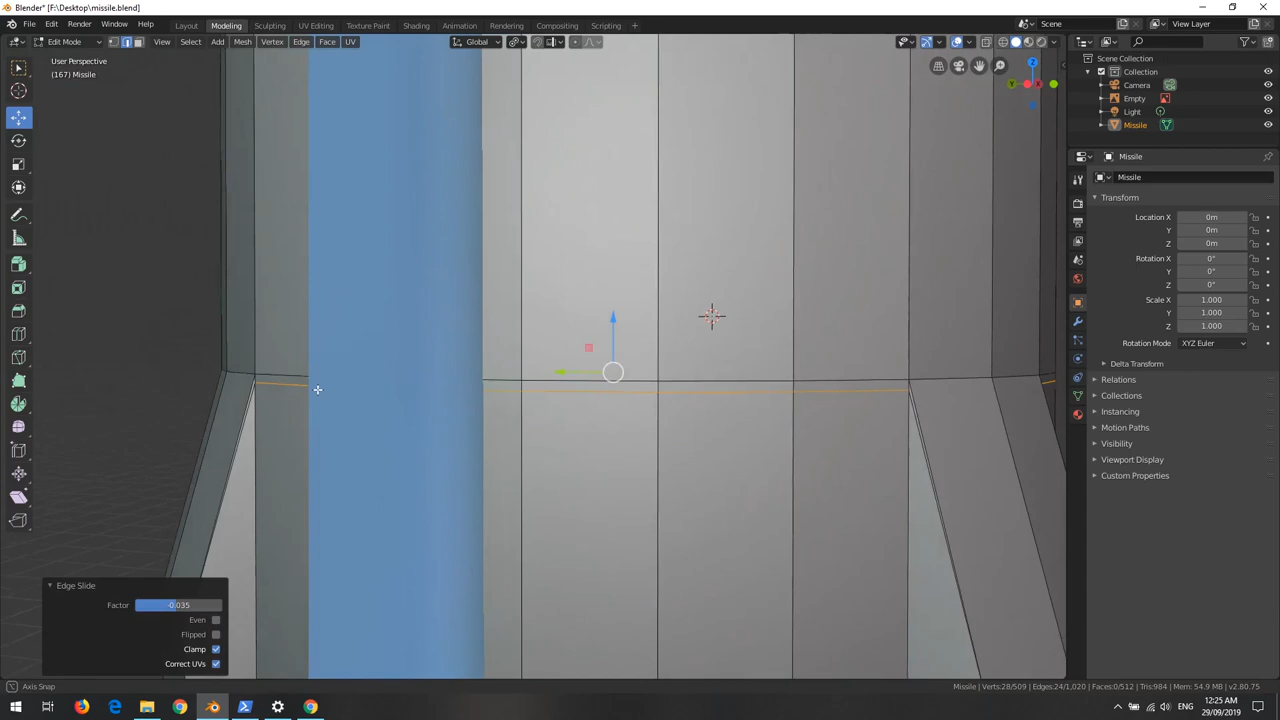 Blender* [F:\Desktop\missile.blend]
File Edit Render Window Help Layout Modeling Sculpting UV Editing Texture Paint Shading Animation Rendering Compositing Scripting Scene View Layer
Edit Mode View Select Add Mesh Vertex Edge Face UV Global
User Perspective
(167) Missile
Z
Y
X
Scene Collection
Collection
Camera
Empty
Light
Missile
Missile
Missile
Transform
Location X 0m
Y 0m
Z 0m
Rotation X 0°
Y 0°
Z 0°
Scale X 1.000
Y 1.000
Z 1.000
Rotation Mode XYZ Euler
Delta Transform
Relations
Collections
Instancing
Motion Paths
Visibility
Viewport Display
Custom Properties
Edge Slide
Factor 0.035
Even
Flipped
Clamp
Correct UVs
Axis Snap
Missile | Verts:28/509 | Edges:24/1,020 | Faces:0/512 | Tris:984 | Mem: 54.9 MB | v2.80.75
ENG
12:25 AM
29/09/2019